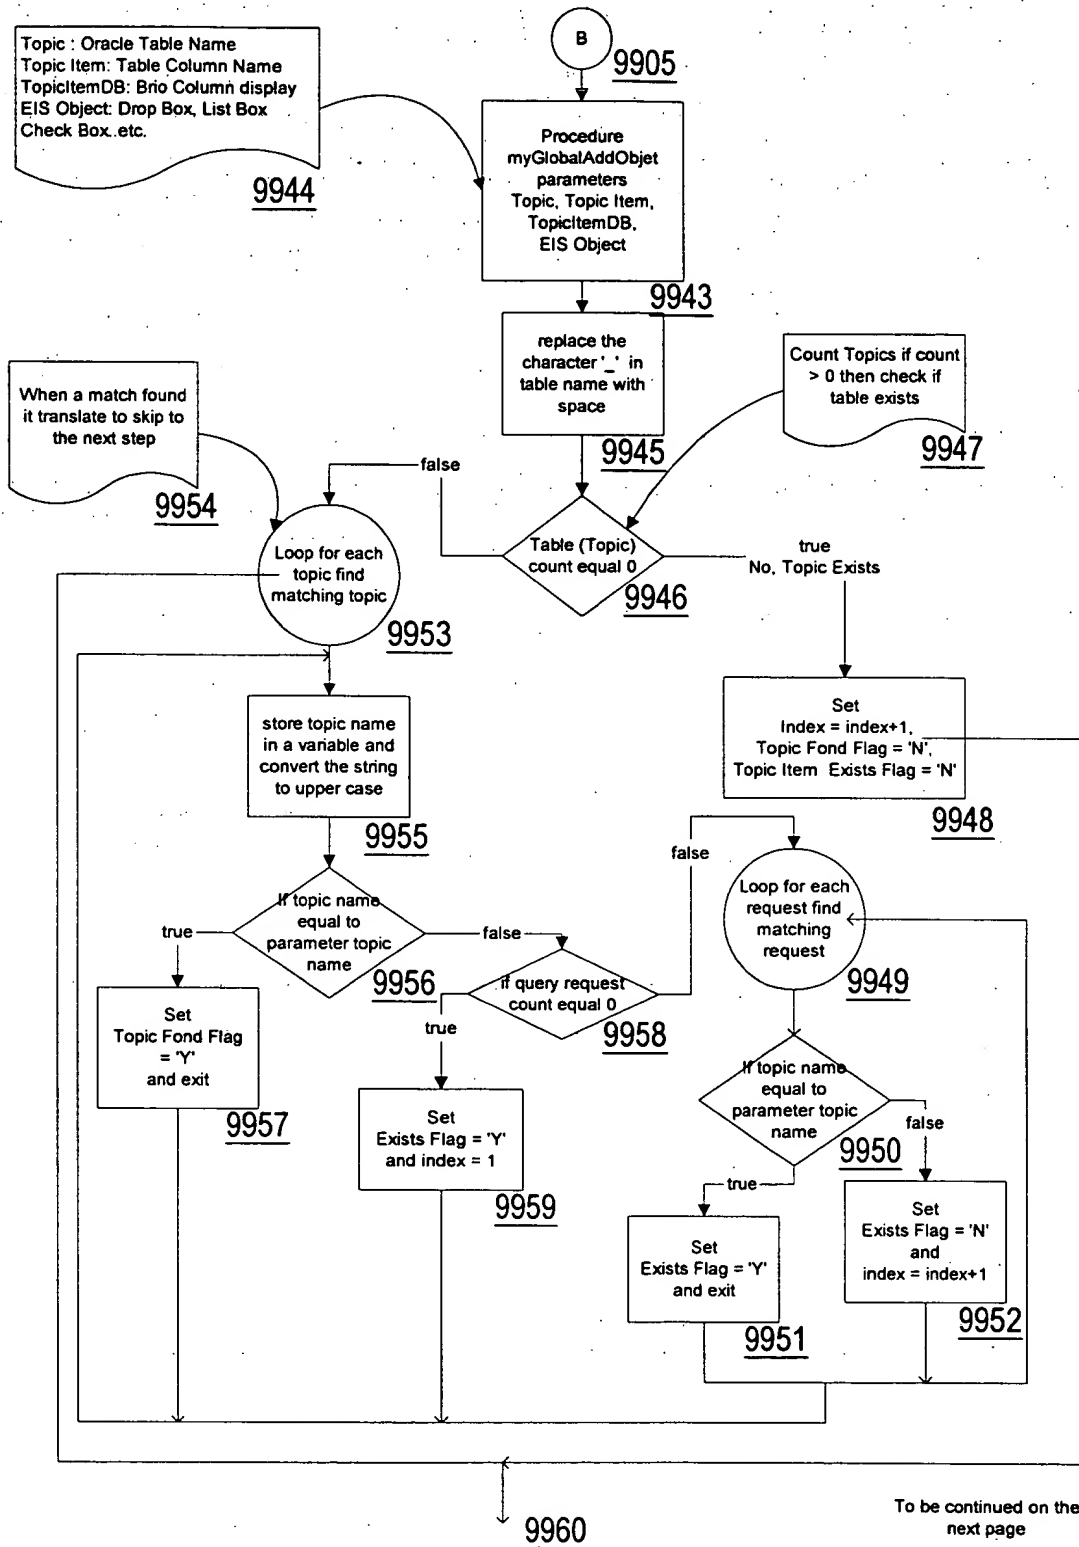 B
9905
Topic : Oracle Table Name
Topic Item: Table Column Name
TopicItemDB: Brio Column display
EIS Object: Drop Box, List Box
Check Box..etc.
9944
Procedure
myGlobalAddObjet
parameters
Topic, Topic Item,
TopicItemDB,
EIS Object
9943
replace the
character '_' in
table name with
space
9945
Count Topics if count
> 0 then check if
table exists
9947
When a match found
it translate to skip to
the next step
9954
false
Table (Topic)
count equal 0
9946
true
No, Topic Exists
Loop for each
topic find
matching topic
9953
Set
Index = index+1,
Topic Fond Flag = 'N',
Topic Item Exists Flag = 'N'
9948
store topic name
in a variable and
convert the string
to upper case
9955
false
Loop for each
request find
matching
request
9949
If topic name
equal to
parameter topic
name
9956
true
false
if query request
count equal 0
9958
true
Set
Topic Fond Flag
= 'Y'
and exit
9957
Set
Exists Flag = 'Y'
and index = 1
9959
If topic name
equal to
parameter topic
name
9950
false
true
Set
Exists Flag = 'Y'
and exit
9951
Set
Exists Flag = 'N'
and
index = index+1
9952
To be continued on the
next page
9960